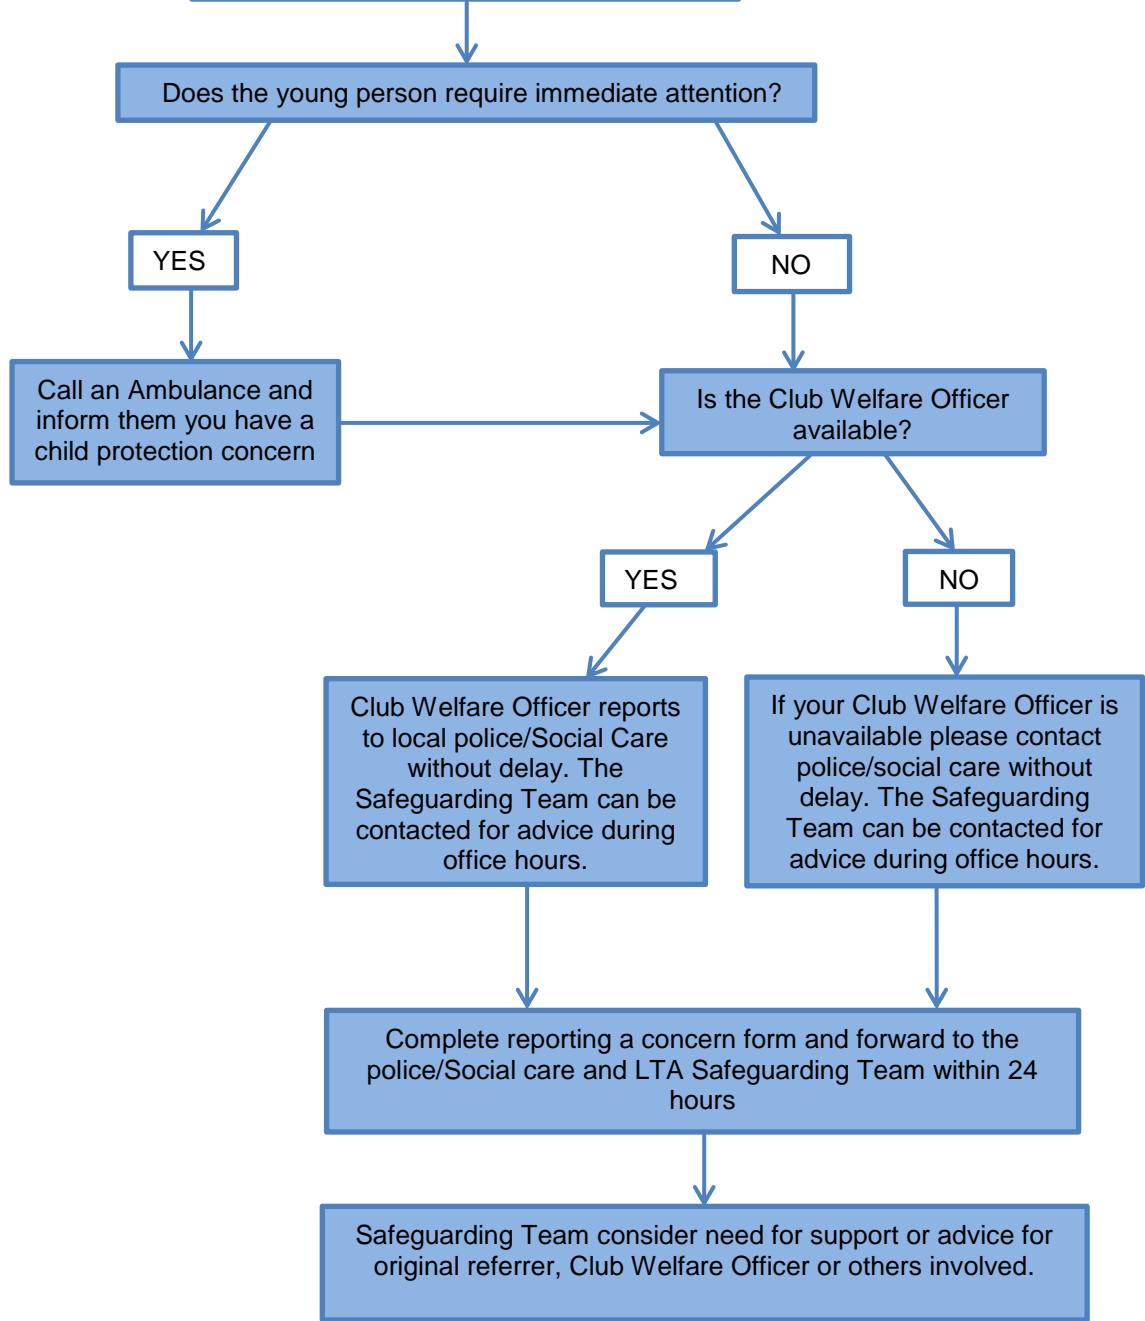 Does the young person require immediate attention?
YES
NO
Call an Ambulance and
inform them you have a
child protection concern
Is the Club Welfare Officer
available?
YES
NO
Club Welfare Officer reports
to local police/Social Care
without delay. The
Safeguarding Team can be
contacted for advice during
office hours.
If your Club Welfare Officer is
unavailable please contact
police/social care without
delay. The Safeguarding
Team can be contacted for
advice during office hours.
Complete reporting a concern form and forward to the
police/Social care and LTA Safeguarding Team within 24
hours
Safeguarding Team consider need for support or advice for
original referrer, Club Welfare Officer or others involved.